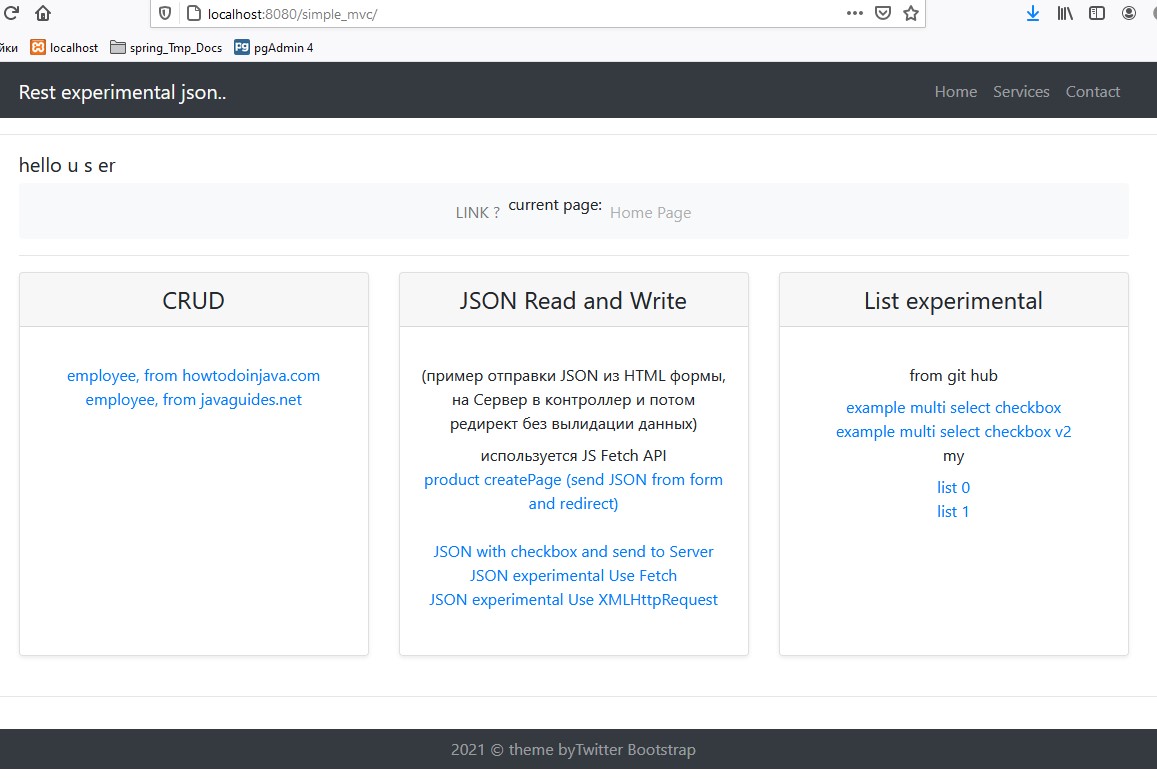 localhost:8080/simple_mvc/
йки localhost spring_Tmp_Docs pgAdmin 4
Rest experimental json.. Home Services Contact
hello u s er
LINK ? current page: Home Page
CRUD
employee, from howtodoinjava.com
employee, from javaguides.net
JSON Read and Write
(пример отправки JSON из HTML формы,
на Сервер в контроллер и потом
редирект без вылидации данных)
используется JS Fetch API
product createPage (send JSON from form
and redirect)
JSON with checkbox and send to Server
JSON experimental Use Fetch
JSON experimental Use XMLHttpRequest
List experimental
from git hub
example multi select checkbox
example multi select checkbox v2
my
list 0
list 1
2021 © theme byTwitter Bootstrap